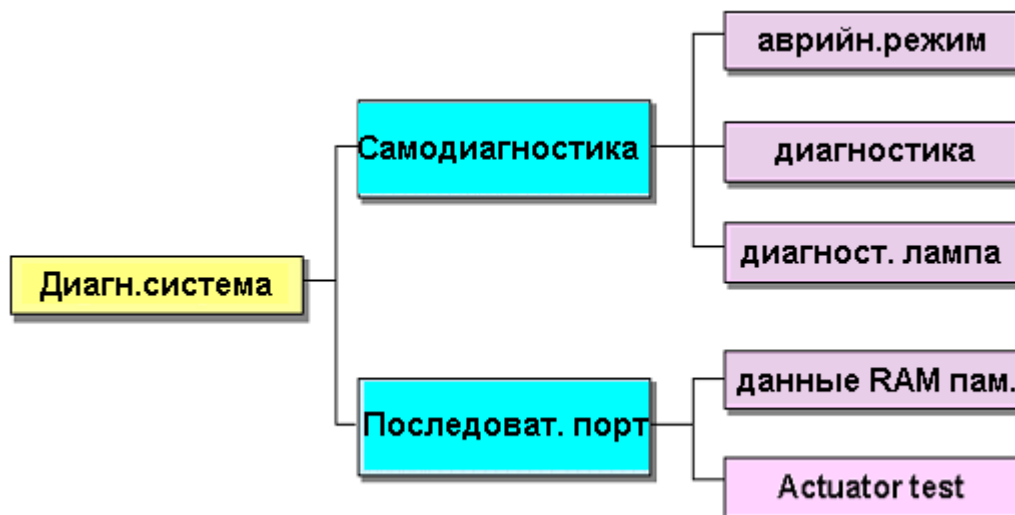 аврийн.режим
Самодиагностика
диагностика
диагност. лампа
Диагн.система
данные RAM пам.
Последоват. порт
Actuator test